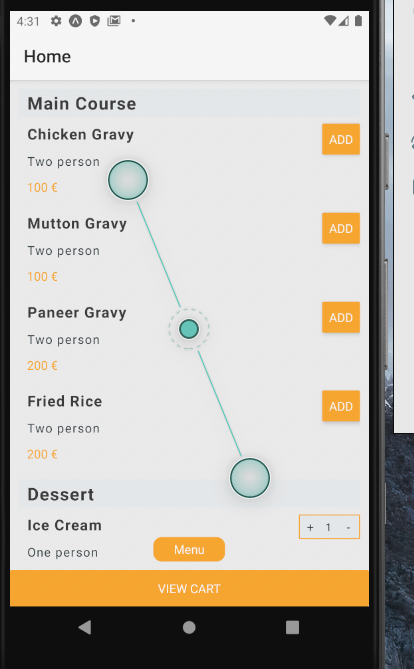 4:31
Home
Main Course
Chicken Gravy
ADD
Two person
100 €
Mutton Gravy
ADD
Two person
100 €
Paneer Gravy
ADD
Two person
200 €
Fried Rice
ADD
Two person
200 €
Dessert
Ice Cream
+ 1 -
One person
Menu
VIEW CART